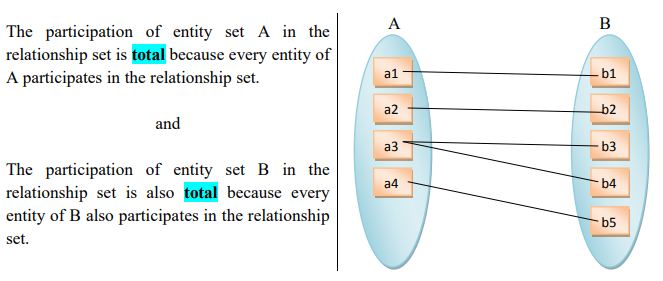 The participation of entity set A in the
relationship set is total because every entity of
A participates in the relationship set.
and
The participation of entity set B in the
relationship set is also total because every
entity of B also participates in the relationship
set.
A
B
a1
b1
a2
b2
a3
b3
a4
b4
b5